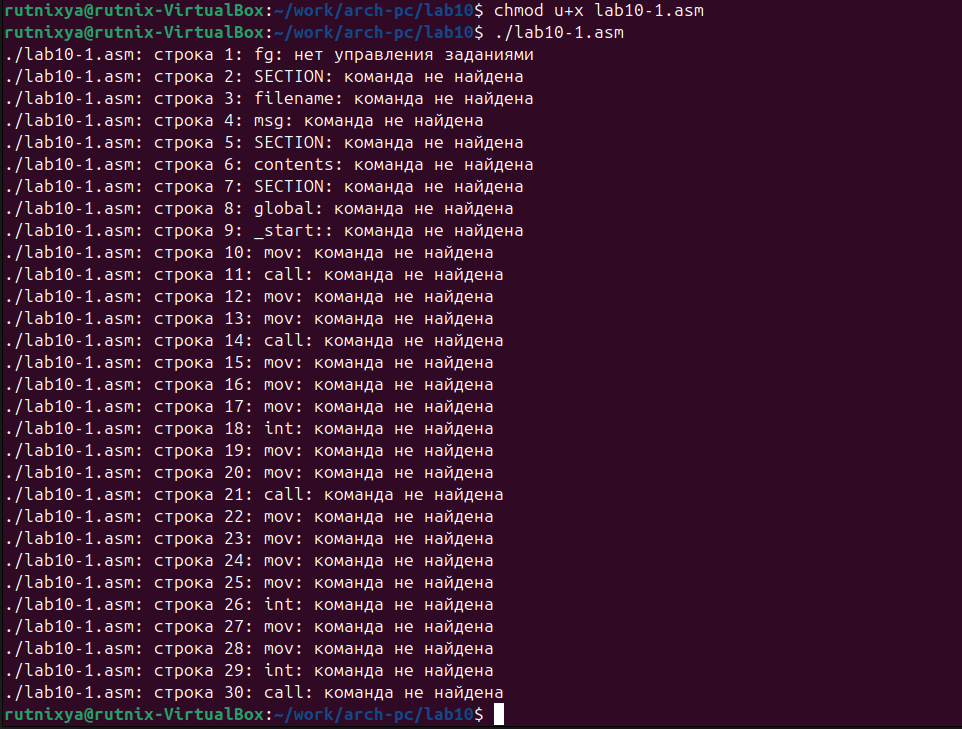 rutnixya@rutnix-VirtualBox:~/work/arch-pc/lab10$ chmod u+x lab10-1.asm
rutnixya@rutnix-VirtualBox:~/work/arch-pc/lab10$ ./lab10-1.asm
./lab10-1.asm: строка 1: fg: нет управления заданиями
./lab10-1.asm: строка 2: SECTION: команда не найдена
./lab10-1.asm: строка 3: filename: команда не найдена
./lab10-1.asm: строка 4: msg: команда не найдена
./lab10-1.asm: строка 5: SECTION: команда не найдена
./lab10-1.asm: строка 6: contents: команда не найдена
./lab10-1.asm: строка 7: SECTION: команда не найдена
./lab10-1.asm: строка 8: global: команда не найдена
./lab10-1.asm: строка 9: _start:: команда не найдена
./lab10-1.asm: строка 10: mov: команда не найдена
./lab10-1.asm: строка 11: call: команда не найдена
./lab10-1.asm: строка 12: mov: команда не найдена
./lab10-1.asm: строка 13: mov: команда не найдена
./lab10-1.asm: строка 14: call: команда не найдена
./lab10-1.asm: строка 15: mov: команда не найдена
./lab10-1.asm: строка 16: mov: команда не найдена
./lab10-1.asm: строка 17: mov: команда не найдена
./lab10-1.asm: строка 18: int: команда не найдена
./lab10-1.asm: строка 19: mov: команда не найдена
./lab10-1.asm: строка 20: mov: команда не найдена
./lab10-1.asm: строка 21: call: команда не найдена
./lab10-1.asm: строка 22: mov: команда не найдена
./lab10-1.asm: строка 23: mov: команда не найдена
./lab10-1.asm: строка 24: mov: команда не найдена
./lab10-1.asm: строка 25: mov: команда не найдена
./lab10-1.asm: строка 26: int: команда не найдена
./lab10-1.asm: строка 27: mov: команда не найдена
./lab10-1.asm: строка 28: mov: команда не найдена
./lab10-1.asm: строка 29: int: команда не найдена
./lab10-1.asm: строка 30: call: команда не найдена
rutnixya@rutnix-VirtualBox:~/work/arch-pc/lab10$